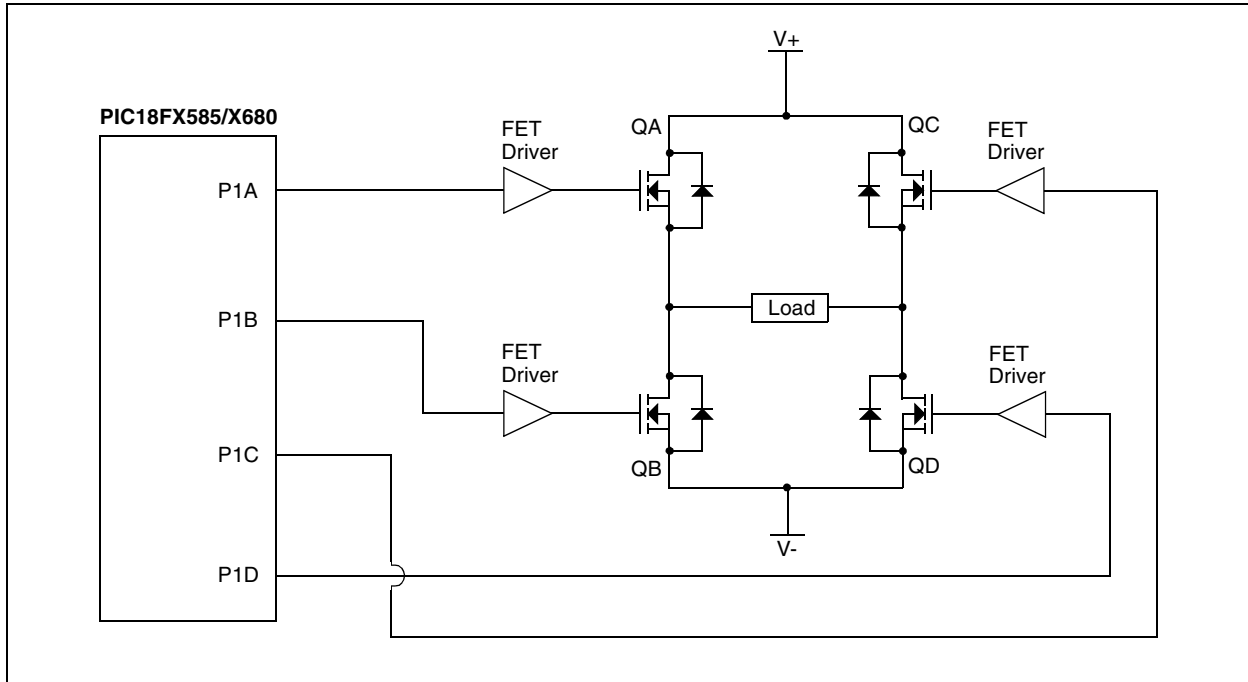 V+
PIC18FX585/X680
FET
Driver
QA
QC
FET
Driver
P1A
Load
P1B
FET
Driver
FET
Driver
P1C
QB
QD
V-
P1D